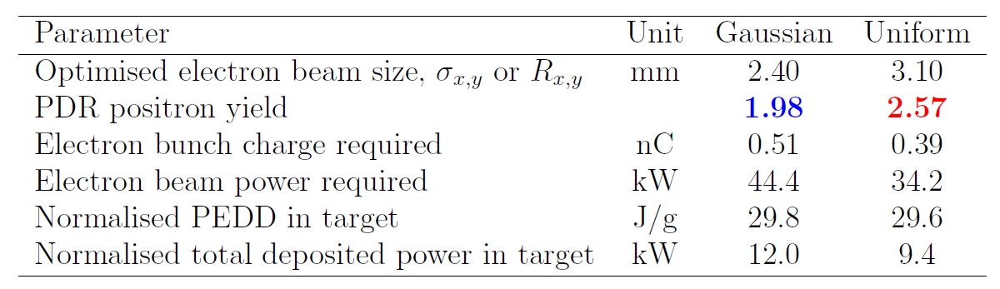 Parameter Unit Gaussian Uniform
Optimised electron beam size, σx,y or Rx,y mm 2.40 3.10
PDR positron yield 1.98 2.57
Electron bunch charge required nC 0.51 0.39
Electron beam power required kW 44.4 34.2
Normalised PEDD in target J/g 29.8 29.6
Normalised total deposited power in target kW 12.0 9.4